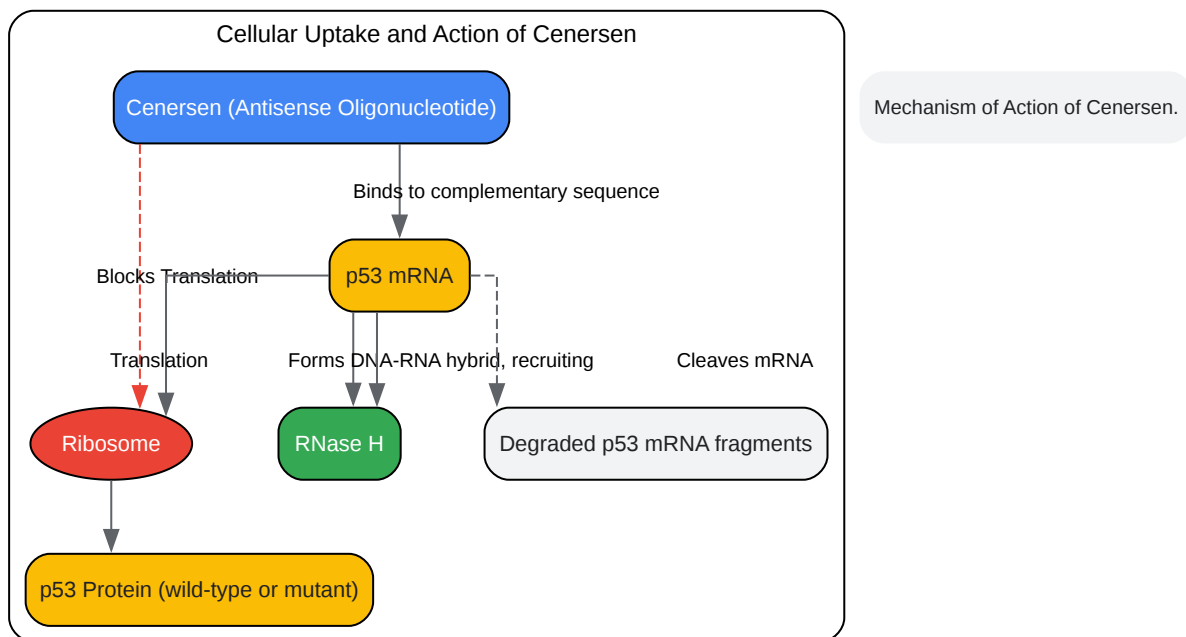 Cellular Uptake and Action of Cenersen
Cenersen (Antisense Oligonucleotide)
Mechanism of Action of Cenersen.
Binds to complementary sequence
Blocks Translation
p53 mRNA
Translation
Forms DNA-RNA hybrid, recruiting
Cleaves mRNA
Ribosome
RNase H
Degraded p53 mRNA fragments
p53 Protein (wild-type or mutant)